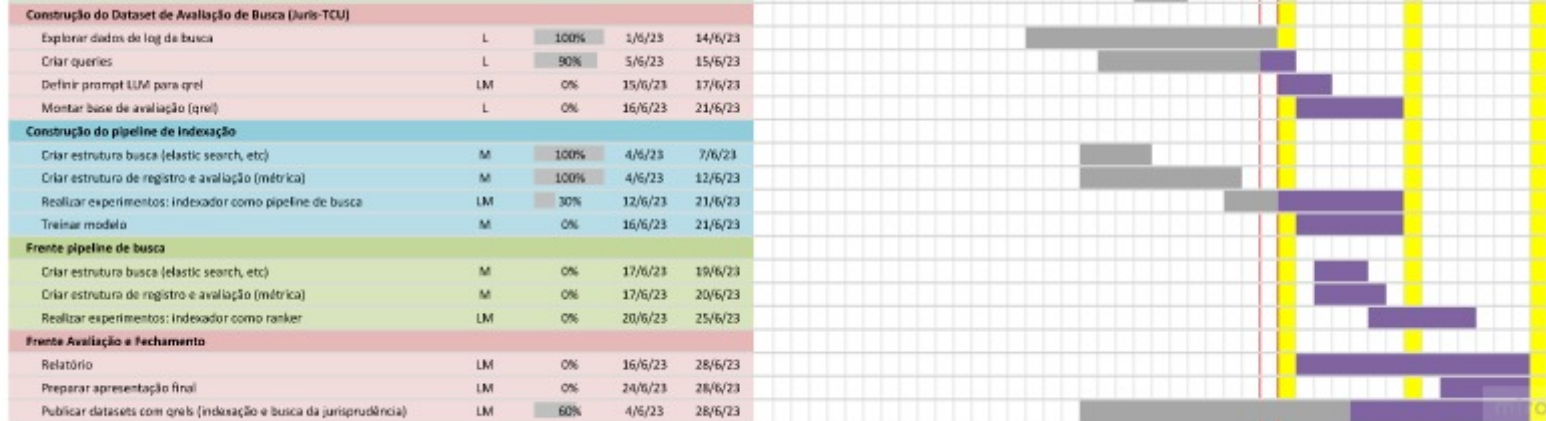 Construção do Dataset de Avaliação de Busca (Juris-TCU)
Explorar dados de log da busca L 100% 1/6/23 14/6/23
Criar queries L 90% 5/6/23 15/6/23
Definir prompt LLM para qrel LM 0% 15/6/23 17/6/23
Montar base de avaliação (qrel) L 0% 16/6/23 21/6/23
Construção do pipeline de indexação
Criar estrutura busca (elastic search, etc) M 100% 4/6/23 7/6/23
Criar estrutura de registro e avaliação (métrica) M 100% 4/6/23 12/6/23
Realizar experimentos: indexador como pipeline de busca LM 30% 12/6/23 21/6/23
Treinar modelo M 0% 16/6/23 21/6/23
Frente pipeline de busca
Criar estrutura busca (elastic search, etc) M 0% 17/6/23 19/6/23
Criar estrutura de registro e avaliação (métrica) M 0% 17/6/23 20/6/23
Realizar experimentos: indexador como ranker LM 0% 20/6/23 25/6/23
Frente Avaliação e Fechamento
Relatório LM 0% 16/6/23 28/6/23
Preparar apresentação final LM 0% 24/6/23 28/6/23
Publicar datasets com qrels (indexação e busca da jurisprudência) LM 60% 4/6/23 28/6/23
miro